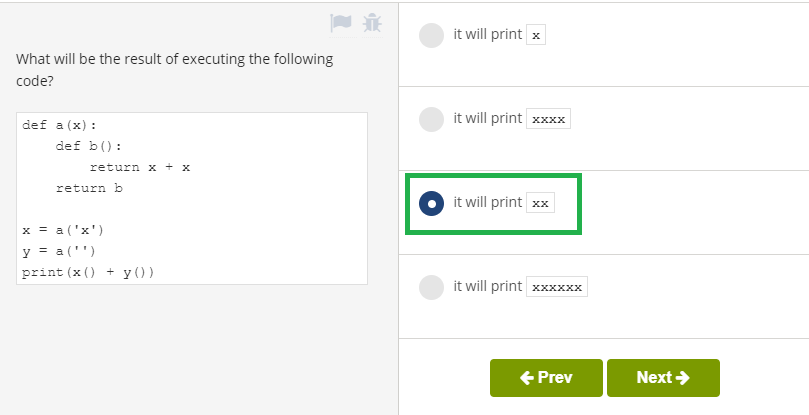 What will be the result of executing the following
code?
def a(x):
    def b():
        return x + x
    return b

x = a('x')
y = a('')
print(x() + y())
it will print x
it will print xxxx
it will print xx
it will print xxxxxx
Prev
Next